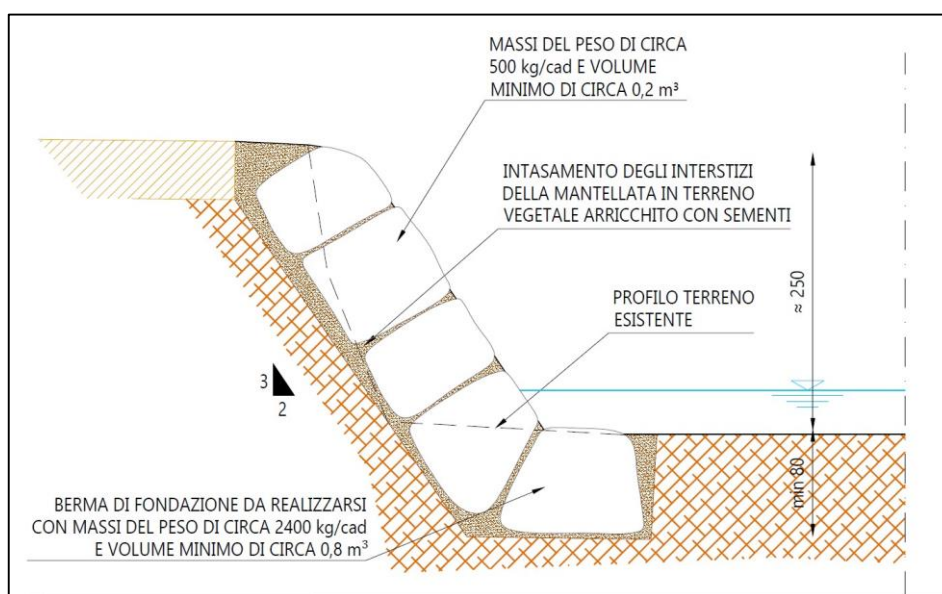 MASSI DEL PESO DI CIRCA
500 kg/cad E VOLUME
MINIMO DI CIRCA 0,2 m³
INTASAMENTO DEGLI INTERSTIZI
DELLA MANTELLATA IN TERRENO
VEGETALE ARRICCHITO CON SEMENTI
≈ 250
PROFILO TERRENO
ESISTENTE
3
2
min 80
BERMA DI FONDAZIONE DA REALIZZARSI
CON MASSI DEL PESO DI CIRCA 2400 kg/cad
E VOLUME MINIMO DI CIRCA 0,8 m³